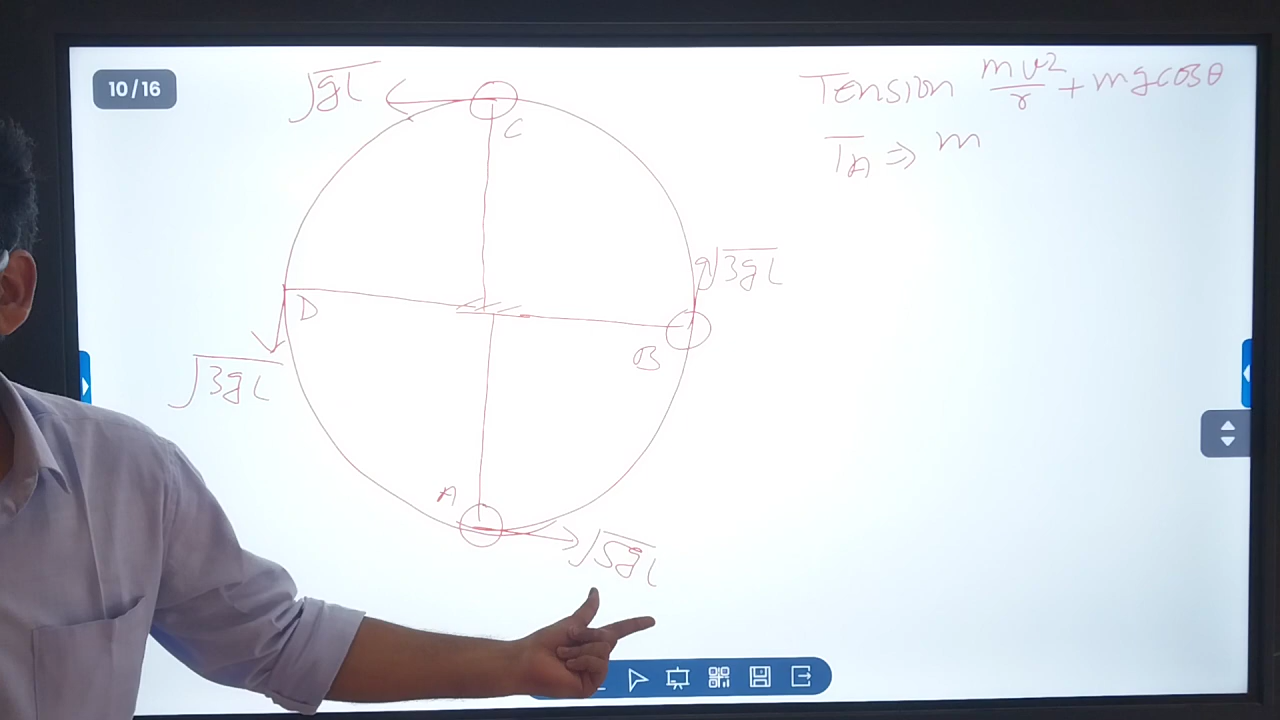 10 / 16
√gL
C
Tension mv²/r + mg cosθ
T_A ⇒ m
√3gL
D
B
√3gL
A
√5gL